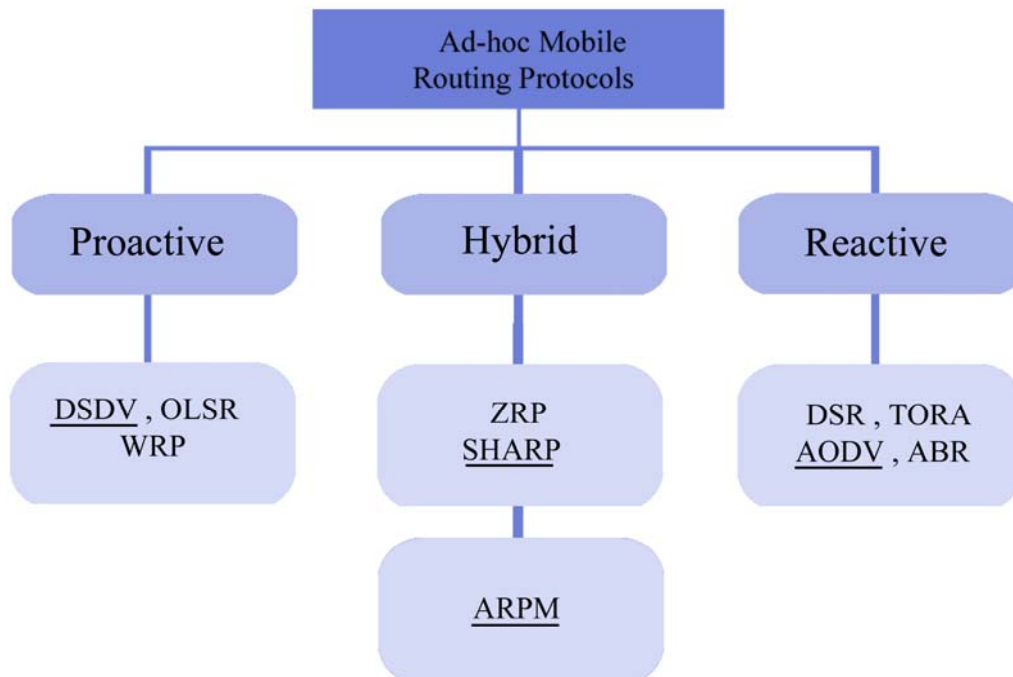 Ad-hoc Mobile
Routing Protocols
Proactive
Hybrid
Reactive
DSDV , OLSR
WRP
ZRP
SHARP
DSR , TORA
AODV , ABR
ARPM